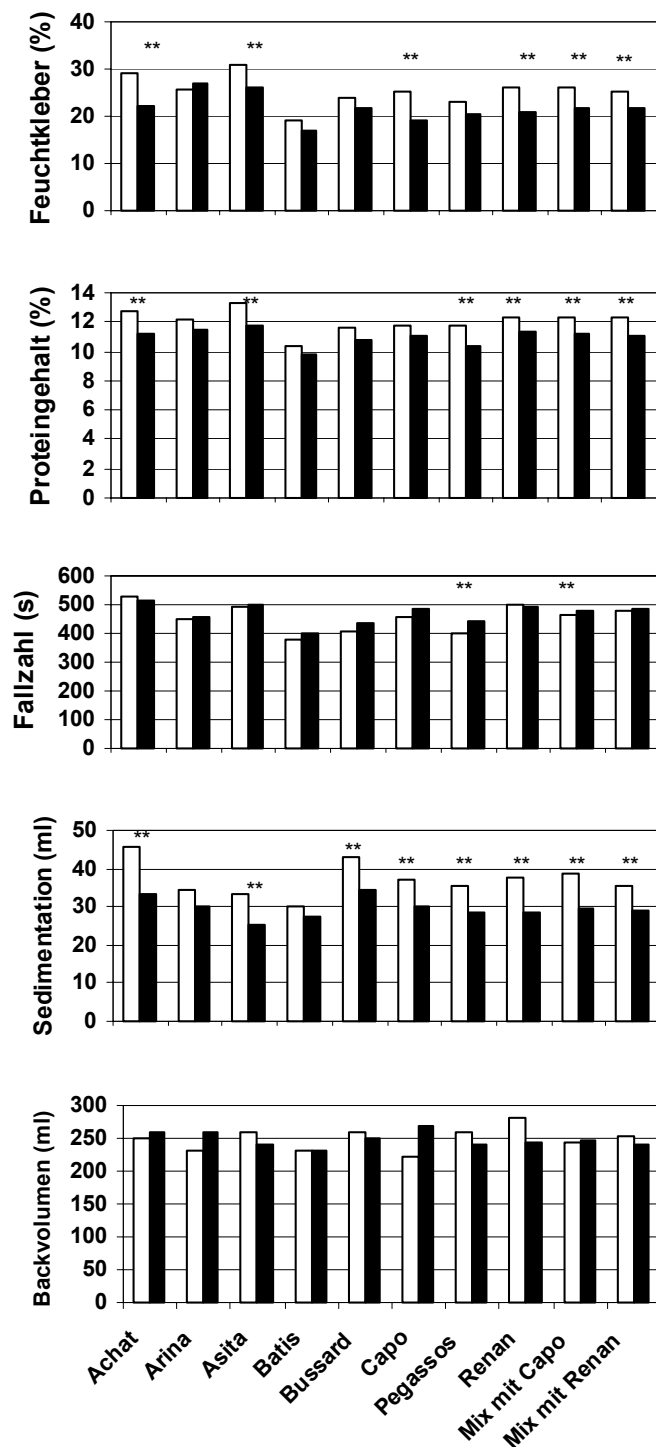 Feuchtkleber (%)
40
30
20
10
0
** ** ** ** ** **
Proteingehalt (%)
14
12
10
8
6
4
2
0
** ** ** ** ** **
Fallzahl (s)
600
500
400
300
200
100
0
** **
Sedimentation (ml)
50
40
30
20
10
0
** ** ** ** ** ** ** **
Backvolumen (ml)
300
250
200
150
100
50
0
Achat
Arina
Asita
Batis
Bussard
Capo
Pegassos
Renan
Mix mit Capo
Mix mit Renan